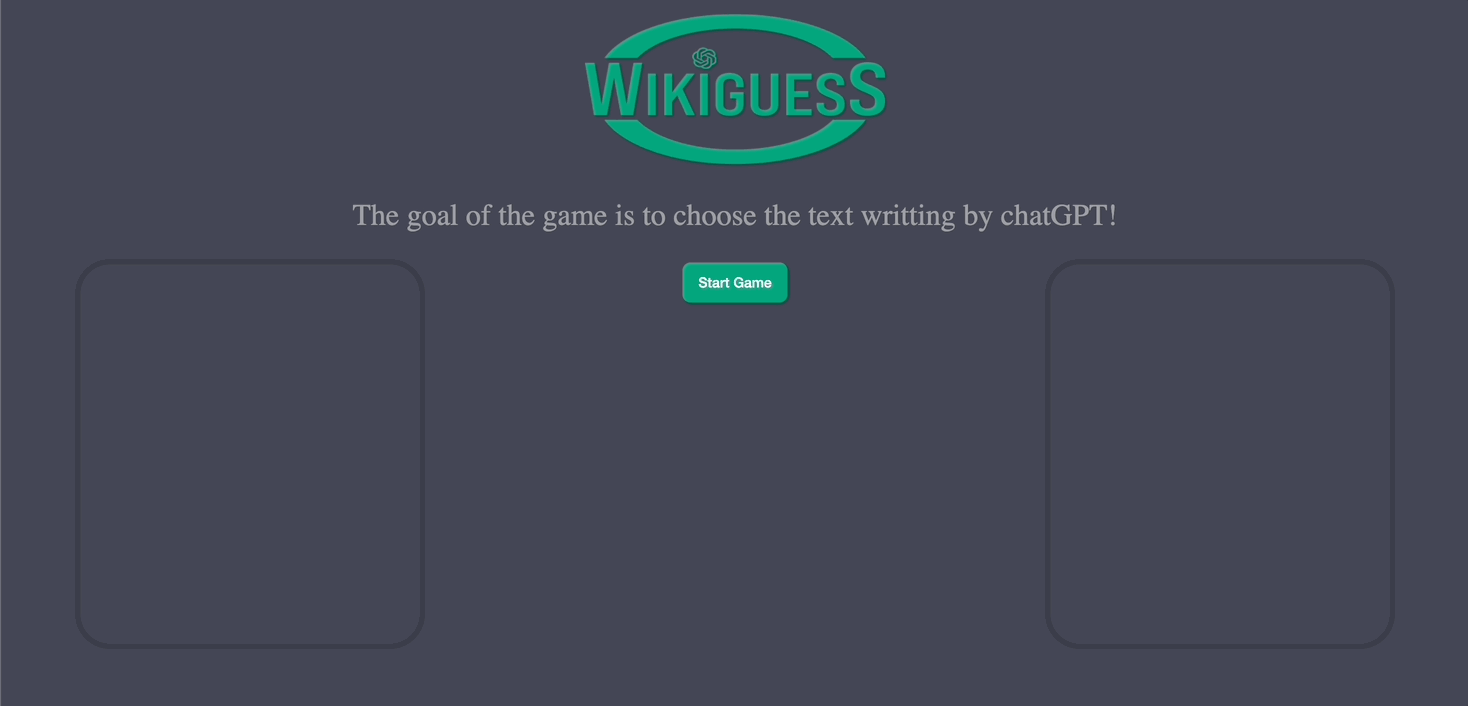 WIKIGUESS
The goal of the game is to choose the text writting by chatGPT!
Start Game